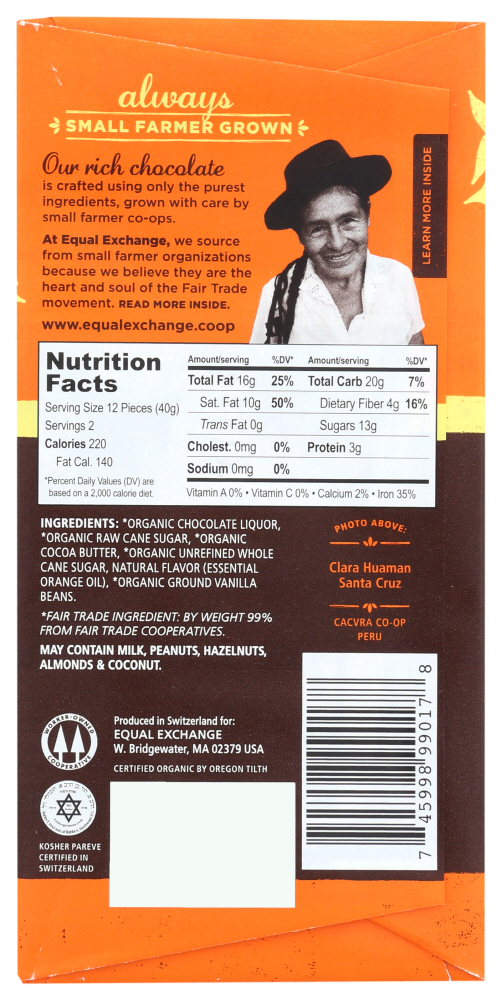 always
SMALL FARMER GROWN
Our rich chocolate
is crafted using only the purest
ingredients, grown with care by
small farmer co-ops.
At Equal Exchange, we source
from small farmer organizations
because we believe they are the
heart and soul of the Fair Trade
movement. READ MORE INSIDE.
www.equalexchange.coop
LEARN MORE INSIDE
Nutrition
Facts
Serving Size 12 Pieces (40g)
Servings 2
Calories 220
Fat Cal. 140
*Percent Daily Values (DV) are
based on a 2,000 calorie diet.
Amount/serving %DV* Amount/serving %DV*
Total Fat 16g 25% Total Carb 20g 7%
Sat. Fat 10g 50% Dietary Fiber 4g 16%
Trans Fat 0g Sugars 13g
Cholest. 0mg 0% Protein 3g
Sodium 0mg 0%
Vitamin A 0% • Vitamin C 0% • Calcium 2% • Iron 35%
INGREDIENTS: *ORGANIC CHOCOLATE LIQUOR,
*ORGANIC RAW CANE SUGAR, *ORGANIC
COCOA BUTTER, *ORGANIC UNREFINED WHOLE
CANE SUGAR, NATURAL FLAVOR (ESSENTIAL
ORANGE OIL), *ORGANIC GROUND VANILLA
BEANS.
*FAIR TRADE INGREDIENT: BY WEIGHT 99%
FROM FAIR TRADE COOPERATIVES.
MAY CONTAIN MILK, PEANUTS, HAZELNUTS,
ALMONDS & COCONUT.
PHOTO ABOVE:
Clara Huaman
Santa Cruz
CACVRA CO-OP
PERU
WORKER-OWNED
COOPERATIVE
Produced in Switzerland for:
EQUAL EXCHANGE
W. Bridgewater, MA 02379 USA
CERTIFIED ORGANIC BY OREGON TILTH
KOSHER PAREVE
CERTIFIED IN
SWITZERLAND
7 45998 99017 8